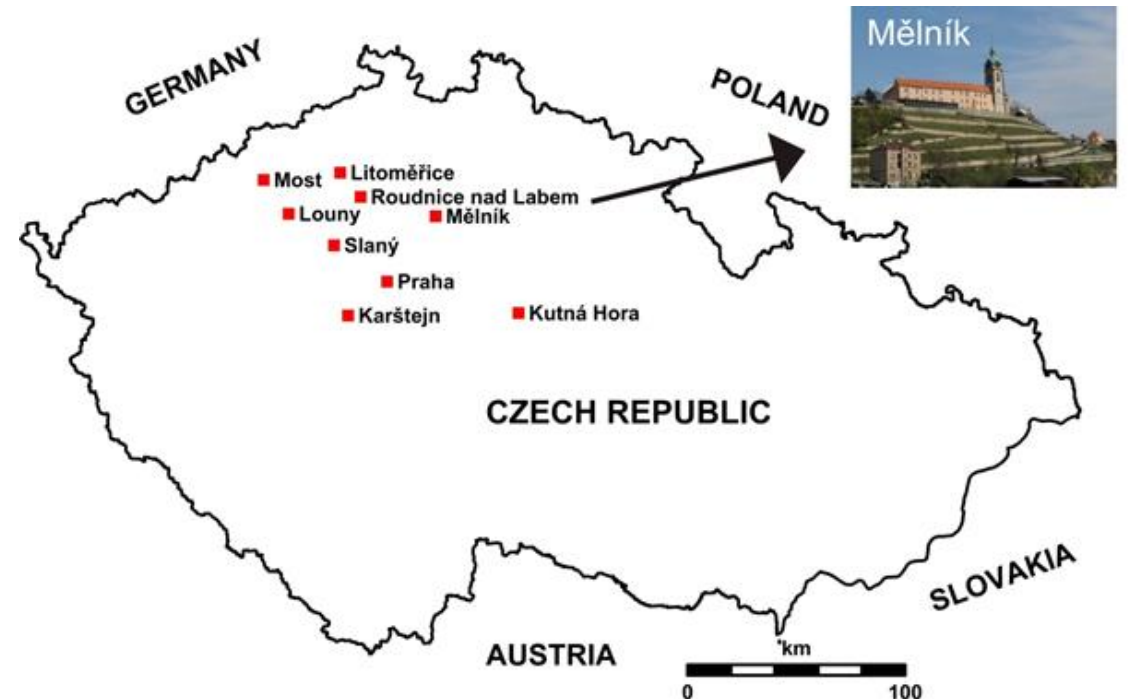 Mělník
GERMANY
POLAND
Litoměřice
Most
Roudnice nad Labem
Louny
Mělník
Slaný
Praha
Karštejn
Kutná Hora
CZECH REPUBLIC
SLOVAKIA
AUSTRIA
km
0
100